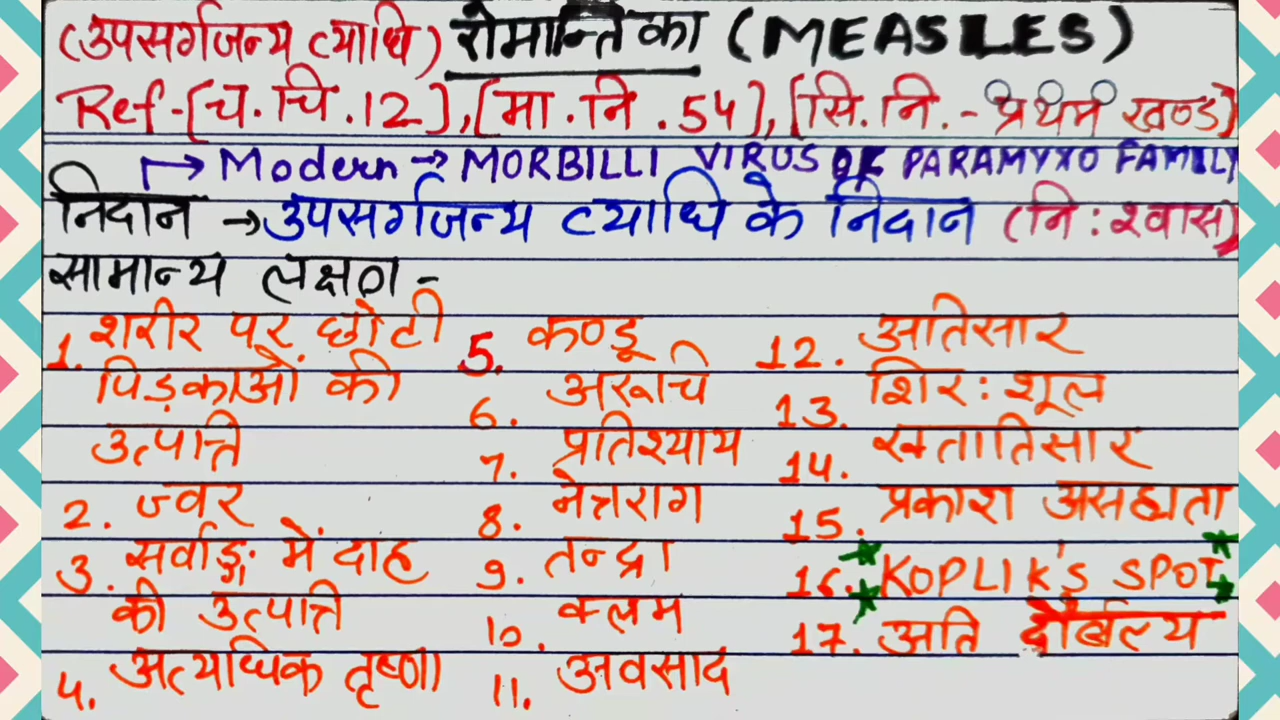 (उपसर्गजन्य व्याधि) रोमान्तिका (MEASLES)
Ref-[च.चि.12],[मा.नि.54],[सि.नि.-प्रथम खण्ड]
↳ Modern → MORBILLI VIRUS OF PARAMYXO FAMILY
निदान → उपसर्गजन्य व्याधि के निदान (नि:श्वास)
सामान्य लक्षण -
1. शरीर पर छोटी
पिड़काओं की
उत्पत्ति
2. ज्वर
3. सर्वाङ्ग में दाह
की उत्पत्ति
4. अत्यधिक तृष्णा
5. कण्डू
6. अरूचि
7. प्रतिश्याय
8. नेत्रराग
9. तन्द्रा
10. क्लम
11. अवसाद
12. अतिसार
13. शिर:शूल
14. रक्तातिसार
15. प्रकाश असह्यता
16. KOPLIK'S SPOT
17. अति दौर्बल्य